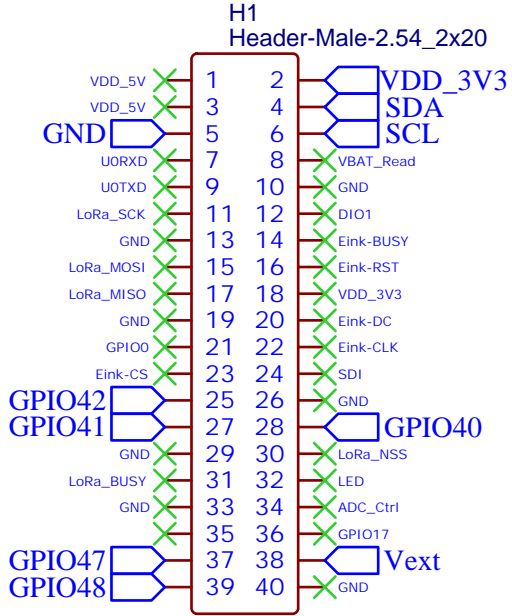 H1
Header-Male-2.54_2x20
VDD_5V 1 2 VDD_3V3
VDD_5V 3 4 SDA
GND 5 6 SCL
U0RXD 7 8 VBAT_Read
U0TXD 9 10 GND
LoRa_SCK 11 12 DIO1
GND 13 14 Eink-BUSY
LoRa_MOSI 15 16 Eink-RST
LoRa_MISO 17 18 VDD_3V3
GND 19 20 Eink-DC
GPIO0 21 22 Eink-CLK
Eink-CS 23 24 SDI
GPIO42 25 26 GND
GPIO41 27 28 GPIO40
GND 29 30 LoRa_NSS
LoRa_BUSY 31 32 LED
GND 33 34 ADC_Ctrl
35 36 GPIO17
GPIO47 37 38 Vext
GPIO48 39 40 GND